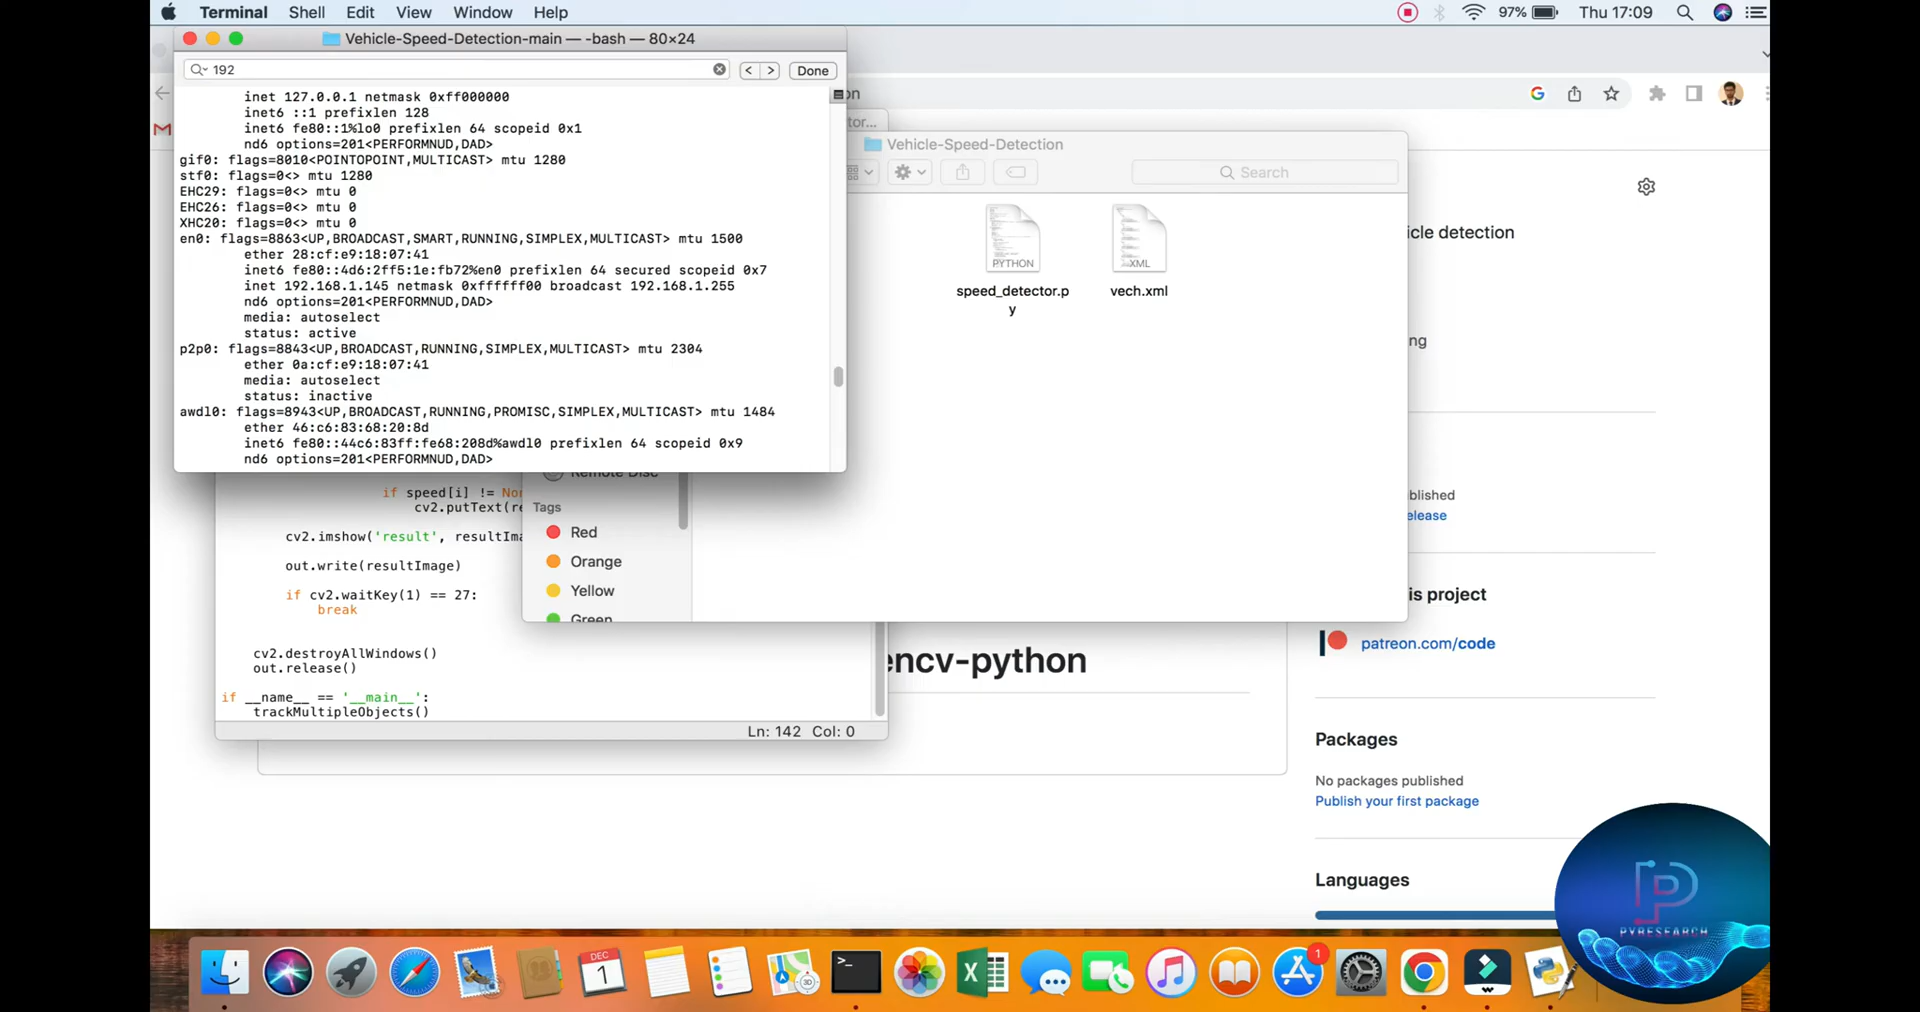 Terminal Shell Edit View Window Help 97% Thu 17:09
Vehicle-Speed-Detection-main — -bash — 80×24
192 < > Done
inet 127.0.0.1 netmask 0xff000000
inet6 ::1 prefixlen 128
inet6 fe80::1%lo0 prefixlen 64 scopeid 0x1
nd6 options=201<PERFORMNUD,DAD>
gif0: flags=8010<POINTOPOINT,MULTICAST> mtu 1280
stf0: flags=0<> mtu 1280
EHC29: flags=0<> mtu 0
EHC26: flags=0<> mtu 0
XHC20: flags=0<> mtu 0
en0: flags=8863<UP,BROADCAST,SMART,RUNNING,SIMPLEX,MULTICAST> mtu 1500
ether 28:cf:e9:18:07:41
inet6 fe80::4d6:2ff5:1e:fb72%en0 prefixlen 64 secured scopeid 0x7
inet 192.168.1.145 netmask 0xffffff00 broadcast 192.168.1.255
nd6 options=201<PERFORMNUD,DAD>
media: autoselect
status: active
p2p0: flags=8843<UP,BROADCAST,RUNNING,SIMPLEX,MULTICAST> mtu 2304
ether 0a:cf:e9:18:07:41
media: autoselect
status: inactive
awdl0: flags=8943<UP,BROADCAST,RUNNING,PROMISC,SIMPLEX,MULTICAST> mtu 1484
ether 46:c6:83:68:20:8d
inet6 fe80::44c6:83ff:fe68:208d%awdl0 prefixlen 64 scopeid 0x9
nd6 options=201<PERFORMNUD,DAD>
on
tor...
Vehicle-Speed-Detection
Search
PYTHON
speed_detector.p
y
XML
vech.xml
Tags
Red
Orange
Yellow
Green
if speed[i] != Non
cv2.putText(re
cv2.imshow('result', resultIma
out.write(resultImage)
if cv2.waitKey(1) == 27:
break
cv2.destroyAllWindows()
out.release()
if __name__ == '__main__':
trackMultipleObjects()
Ln: 142 Col: 0
encv-python
icle detection
ng
blished
elease
is project
patreon.com/code
Packages
No packages published
Publish your first package
Languages
PYRESEARCH
DEC
1
3D
1